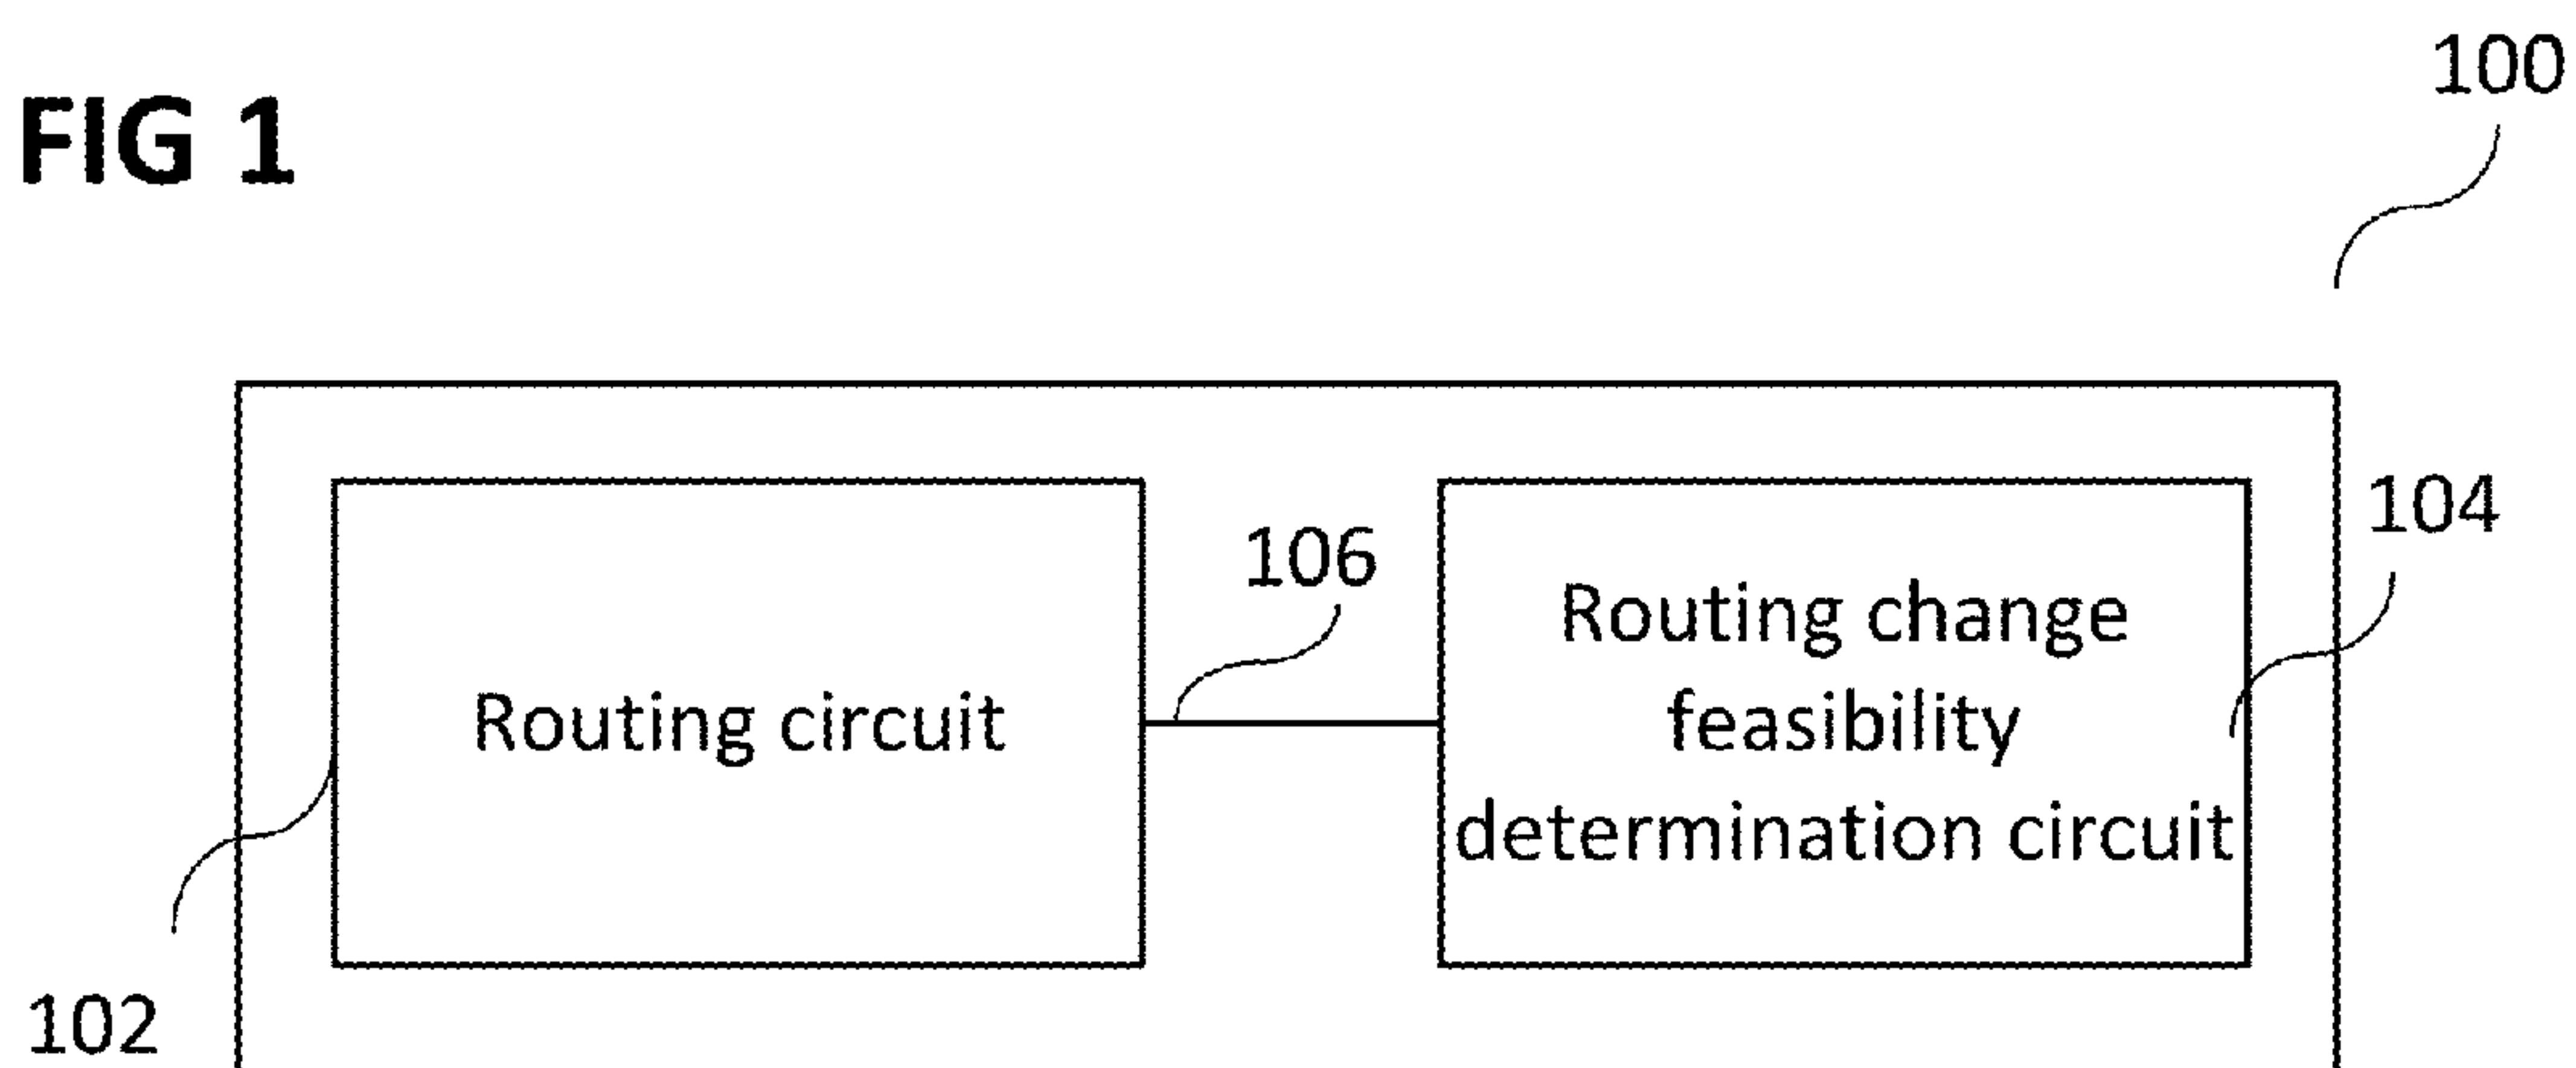 FIG 1
100
104
106
Routing circuit
Routing change
feasibility
determination circuit
102